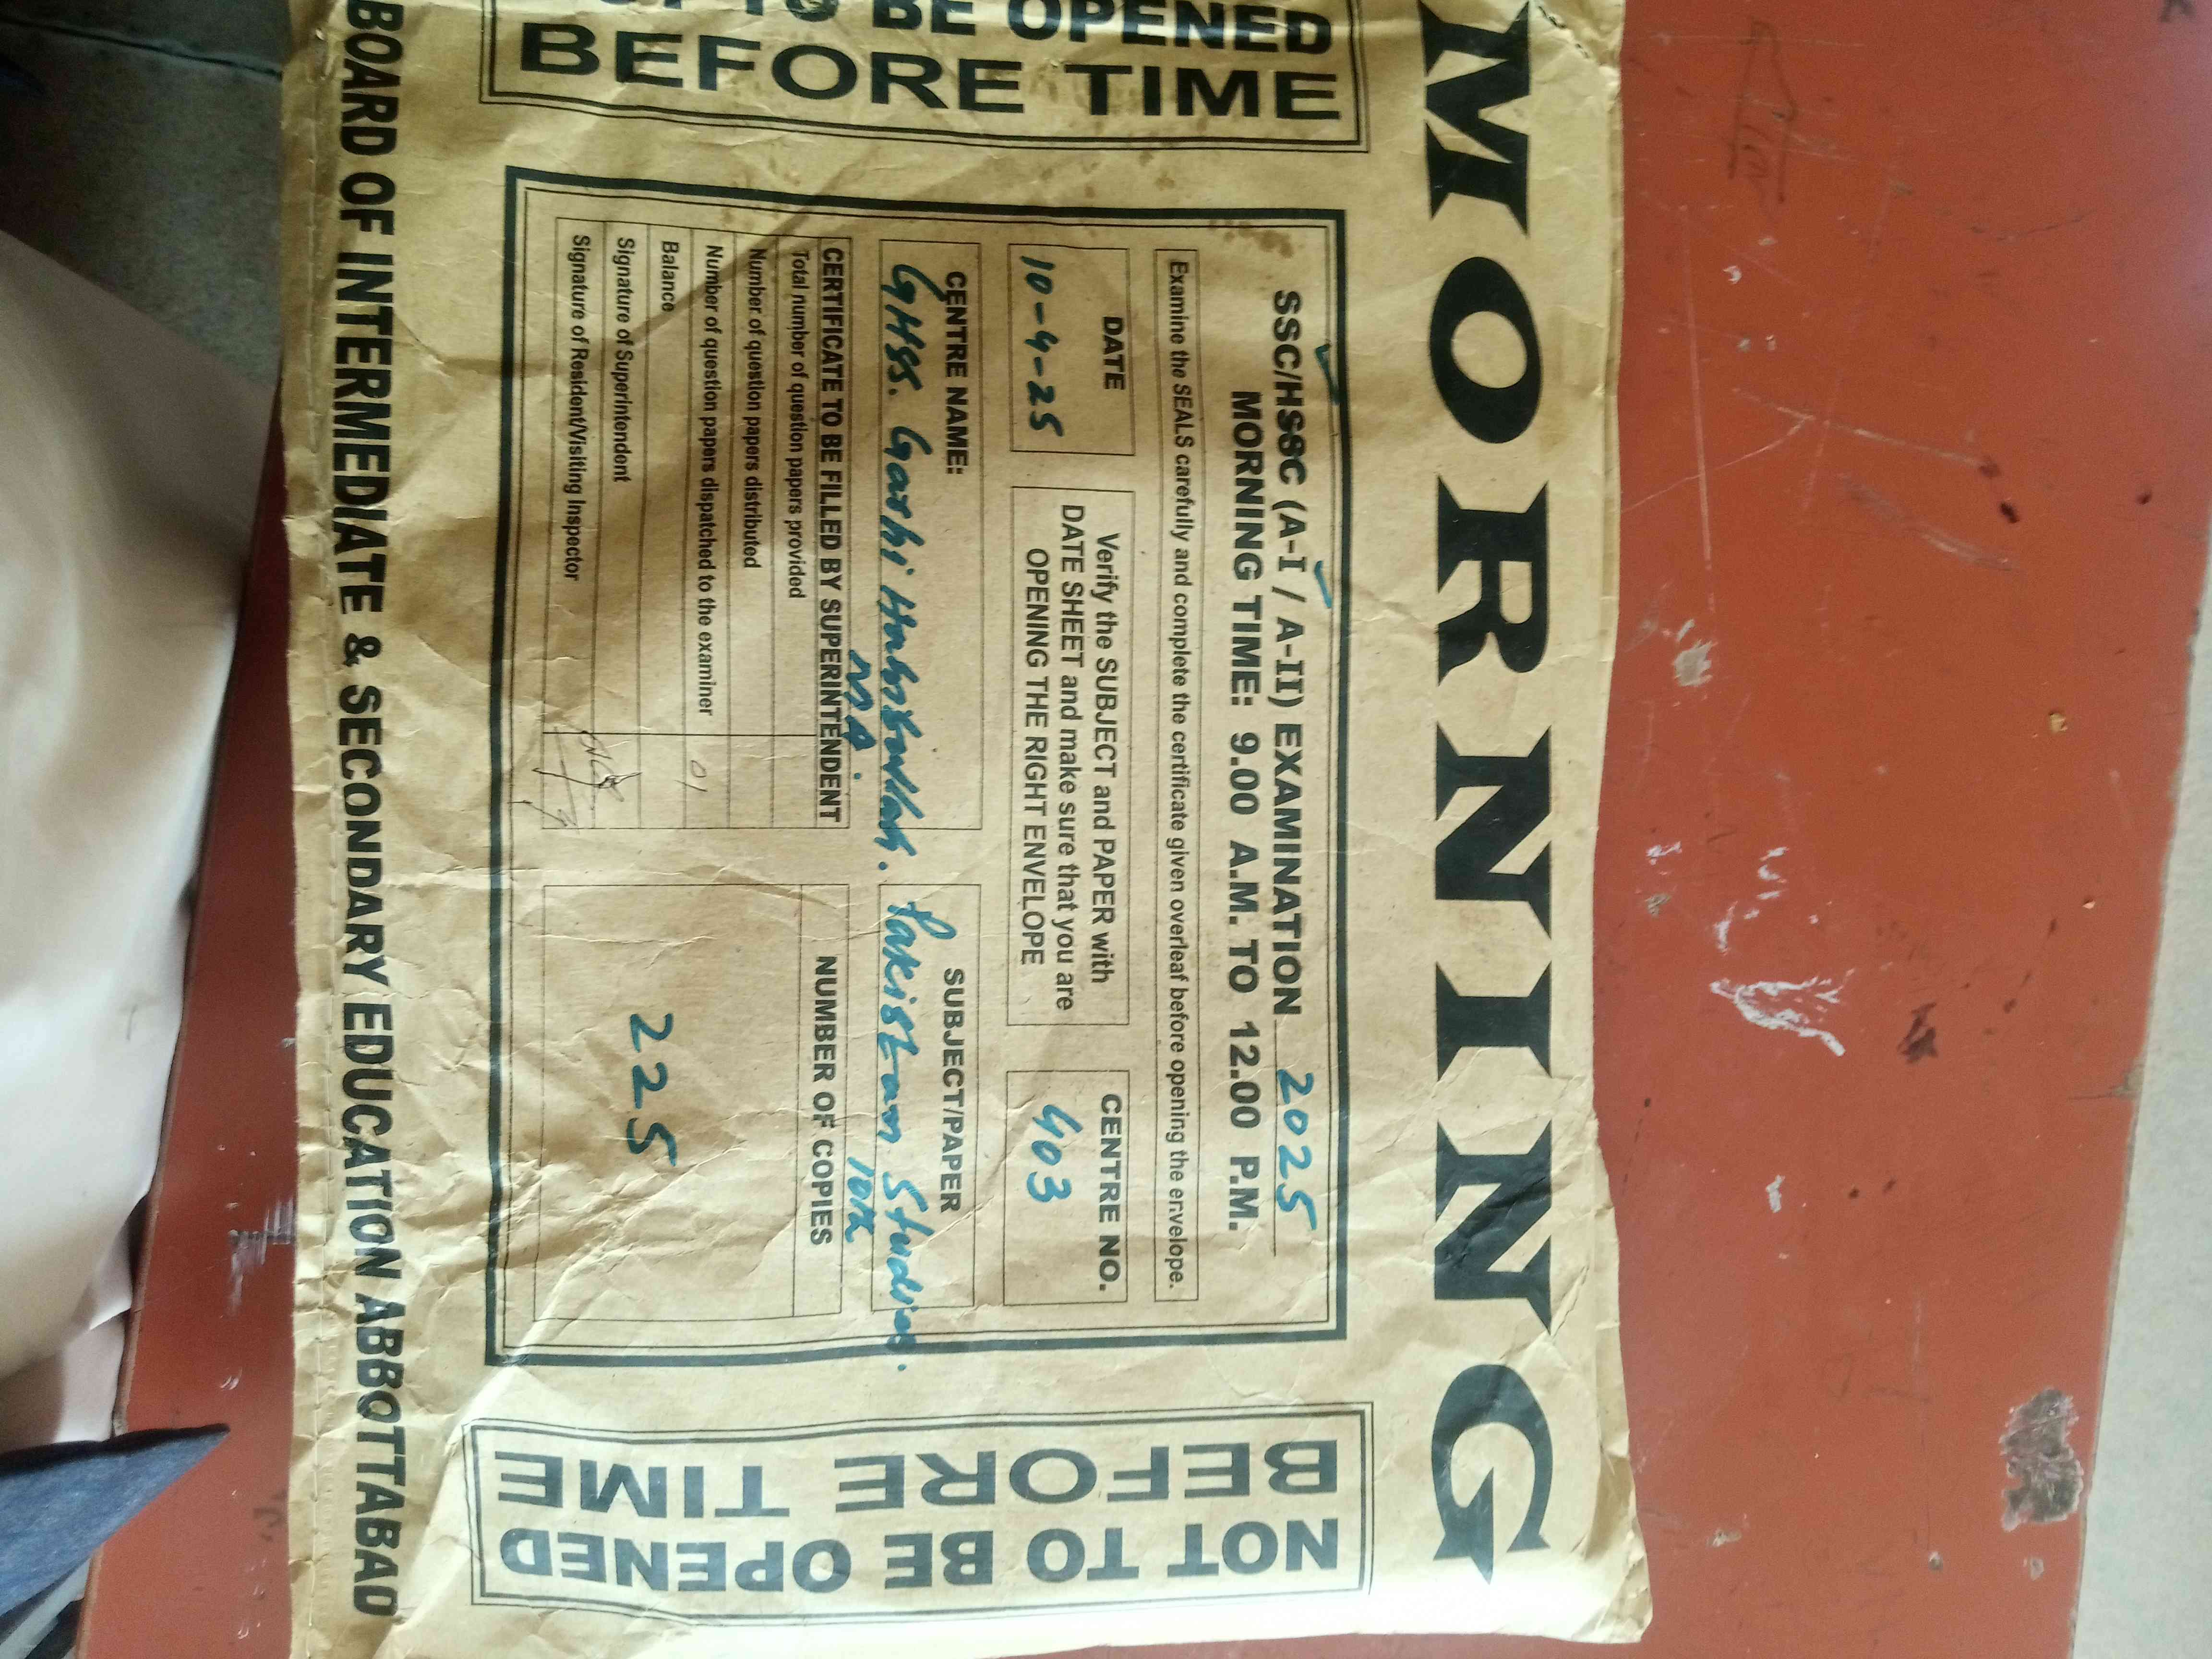 MORNING
NOT TO BE OPENED
BEFORE TIME
SSC/HSSC (A-I / A-II) EXAMINATION 2025
MORNING TIME: 9.00 A.M. TO 12.00 P.M.
Examine the SEALS carefully and complete the certificate given overleaf before opening the envelope.
DATE
10-4-25
Verify the SUBJECT and PAPER with
DATE SHEET and make sure that you are
OPENING THE RIGHT ENVELOPE
CENTRE NO.
403
CENTRE NAME:
GHSS. Garhi Habibullah.
MA.
SUBJECT/PAPER
Pakistan Studies.
10th
CERTIFICATE TO BE FILLED BY SUPERINTENDENT
Total number of question papers provided
Number of question papers distributed
Number of question papers dispatched to the examiner 01
Balance
Signature of Superintendent
Signature of Resident/Visiting Inspector
NUMBER OF COPIES
225
NOT TO BE OPENED
BEFORE TIME
BOARD OF INTERMEDIATE & SECONDARY EDUCATION ABBOTTABAD